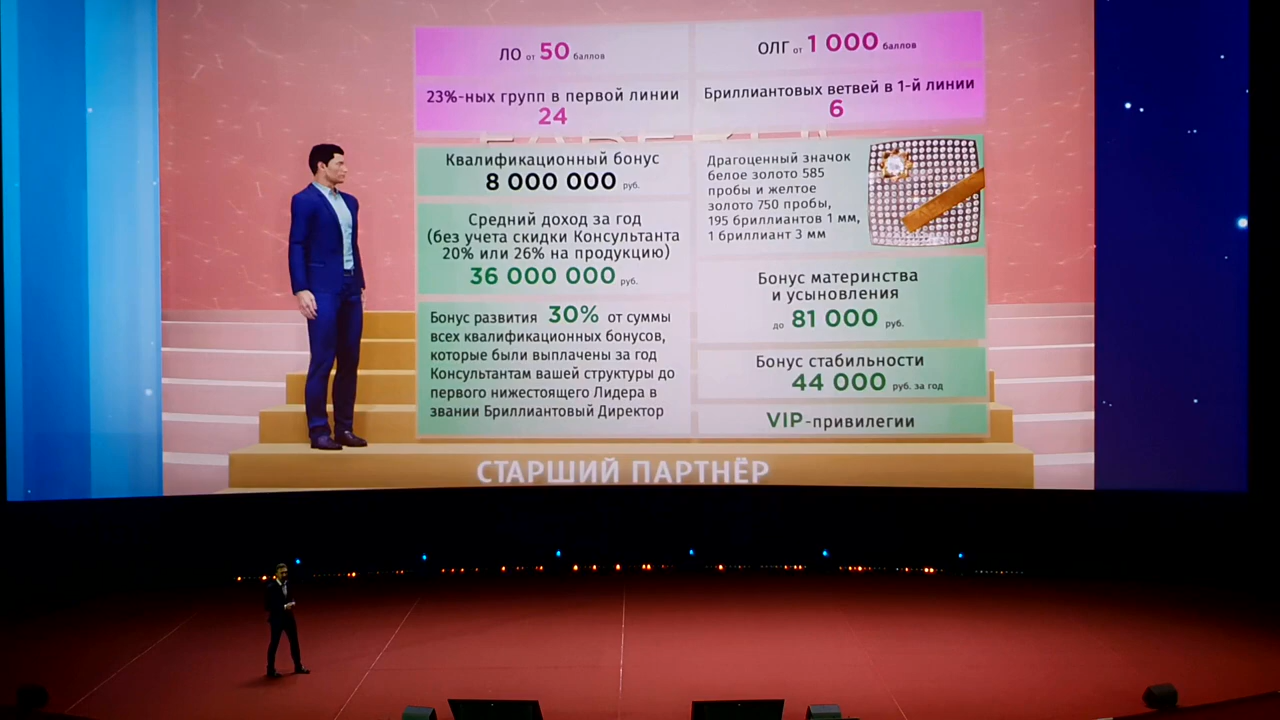 ЛО от 50 баллов
ОЛГ от 1 000 баллов
23%-ных групп в первой линии
24
Бриллиантовых ветвей в 1-й линии
6
Квалификационный бонус
8 000 000 руб.
Средний доход за год
(без учета скидки Консультанта
20% или 26% на продукцию)
36 000 000 руб.
Бонус развития 30% от суммы
всех квалификационных бонусов,
которые были выплачены за год
Консультантам вашей структуры до
первого нижестоящего Лидера в
звании Бриллиантовый Директор
Драгоценный значок
белое золото 585
пробы и желтое
золото 750 пробы,
195 бриллиантов 1 мм,
1 бриллиант 3 мм
Бонус материнства
и усыновления
до 81 000 руб.
Бонус стабильности
44 000 руб. за год
VIP-привилегии
СТАРШИЙ ПАРТНЁР